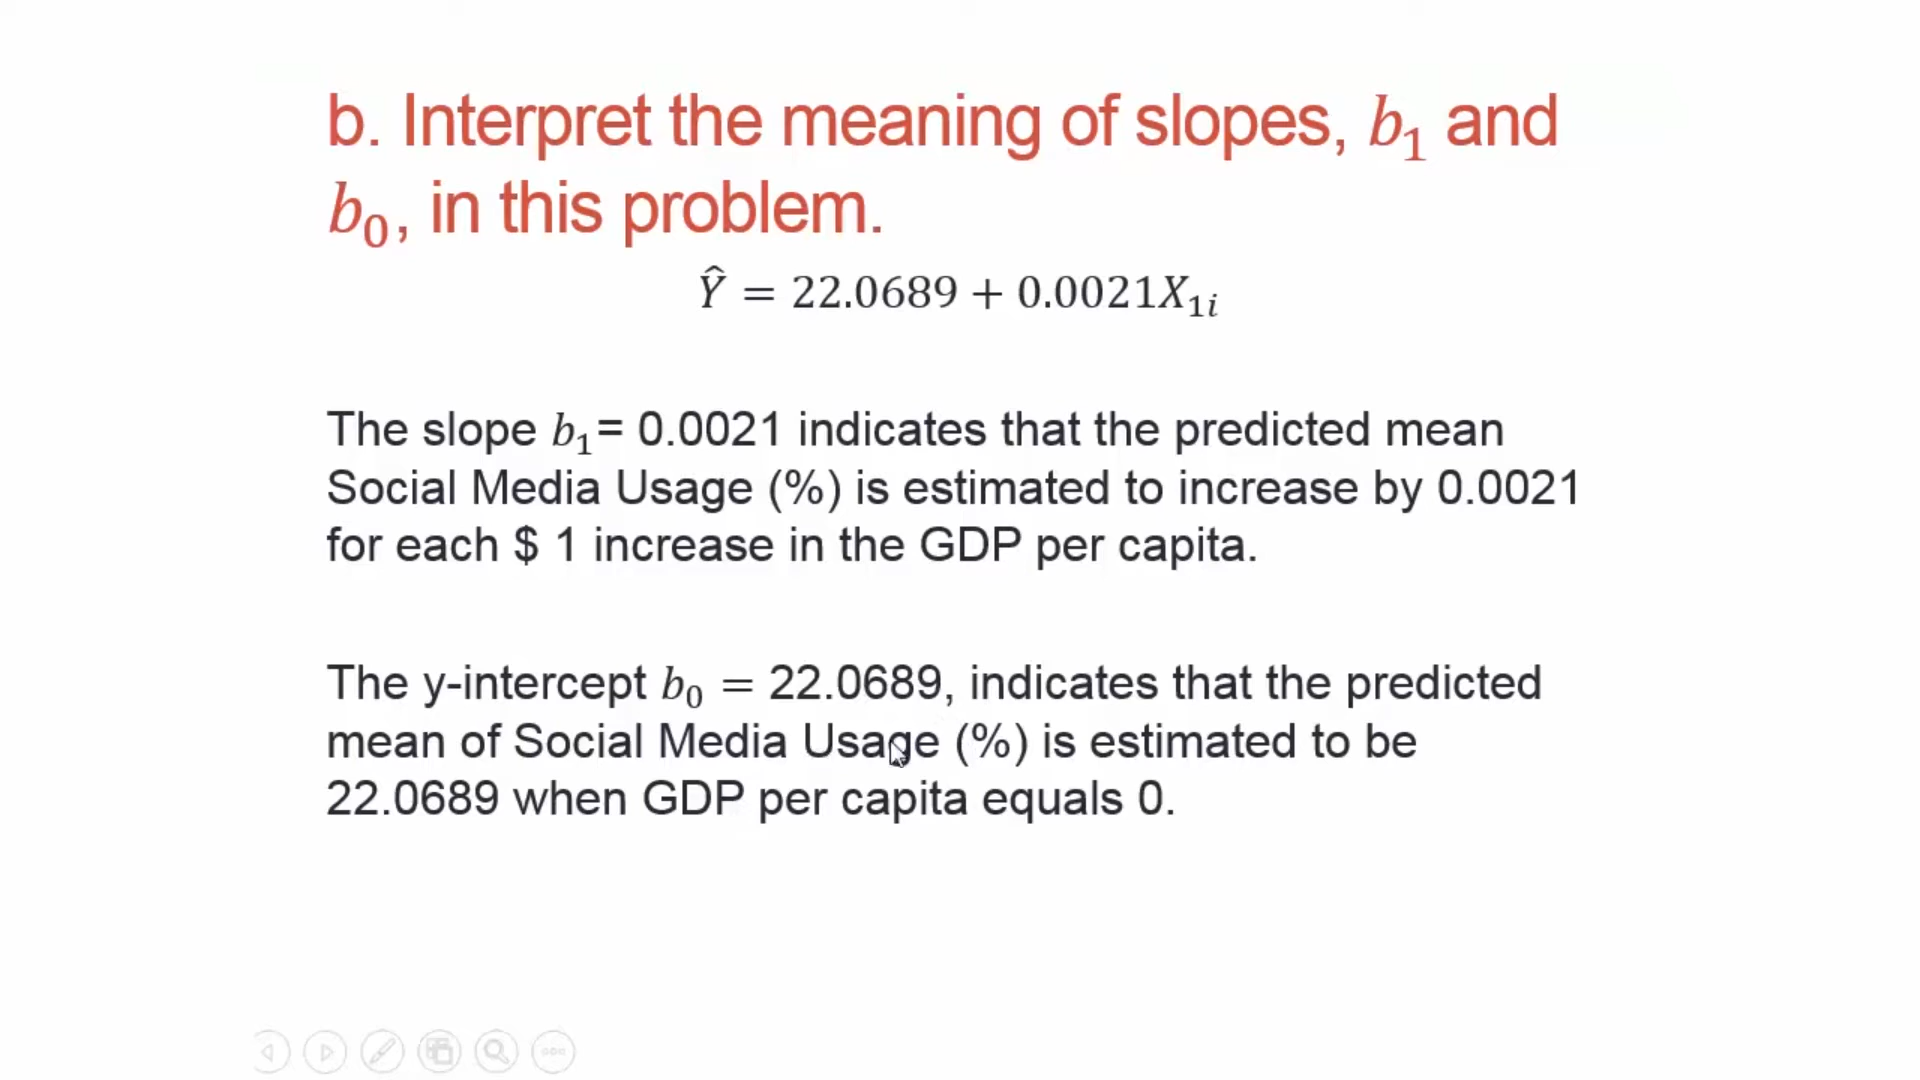 b. Interpret the meaning of slopes, b₁ and
b₀, in this problem.
Ŷ = 22.0689 + 0.0021X₁ᵢ
The slope b₁= 0.0021 indicates that the predicted mean
Social Media Usage (%) is estimated to increase by 0.0021
for each $ 1 increase in the GDP per capita.
The y-intercept b₀ = 22.0689, indicates that the predicted
mean of Social Media Usage (%) is estimated to be
22.0689 when GDP per capita equals 0.